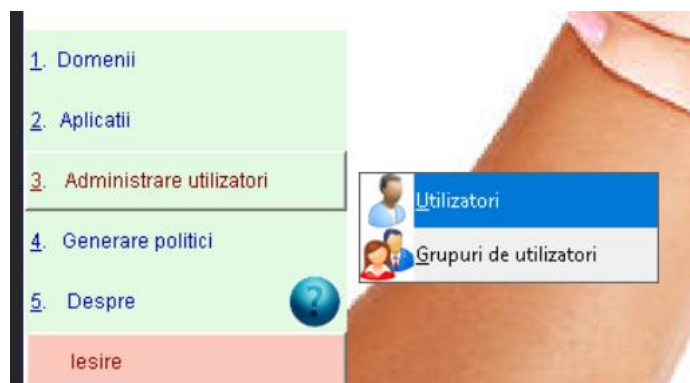 1. Domenii
2. Aplicatii
3. Administrare utilizatori
Utilizatori
Grupuri de utilizatori
4. Generare politici
5. Despre
?
Iesire